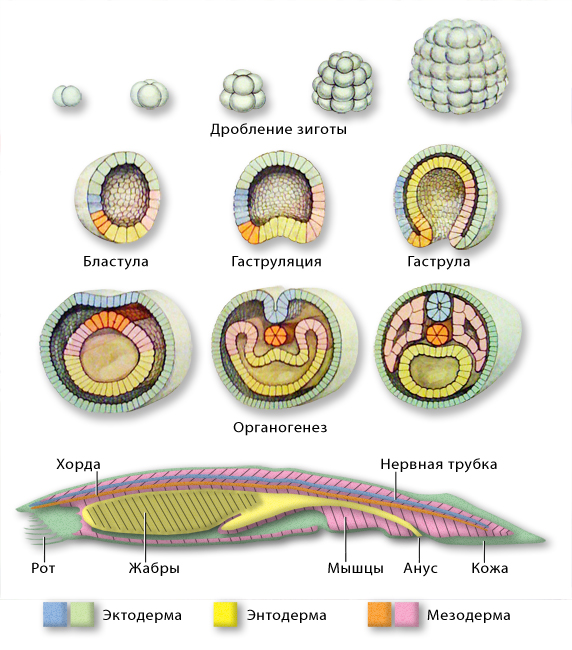 Дробление зиготы
Бластула
Гаструляция
Гаструла
Органогенез
Хорда
Нервная трубка
Рот
Жабры
Мышцы
Анус
Кожа
Эктодерма
Энтодерма
Мезодерма